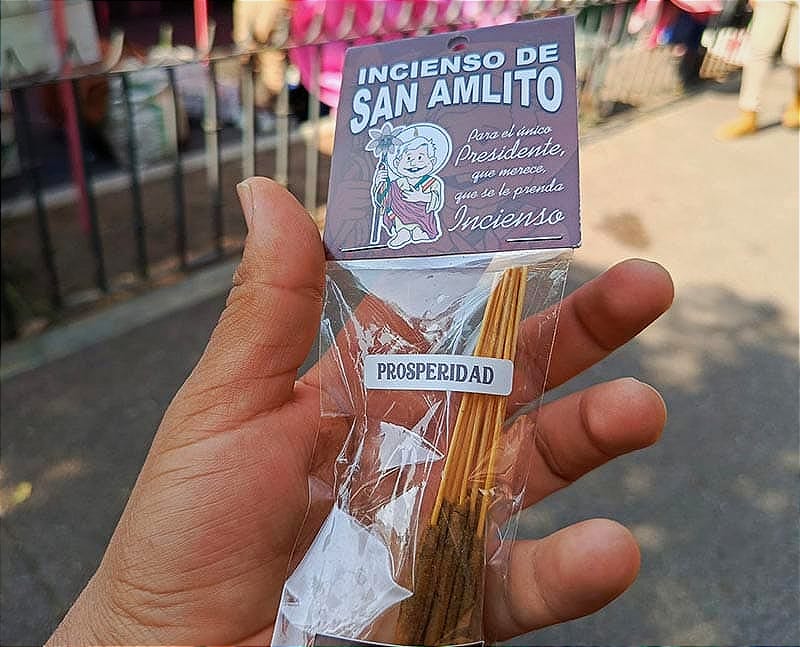 INCIENSO DE
SAN AMLITO
Para el único
Presidente,
que merece,
que se le prenda
Incienso
PROSPERIDAD